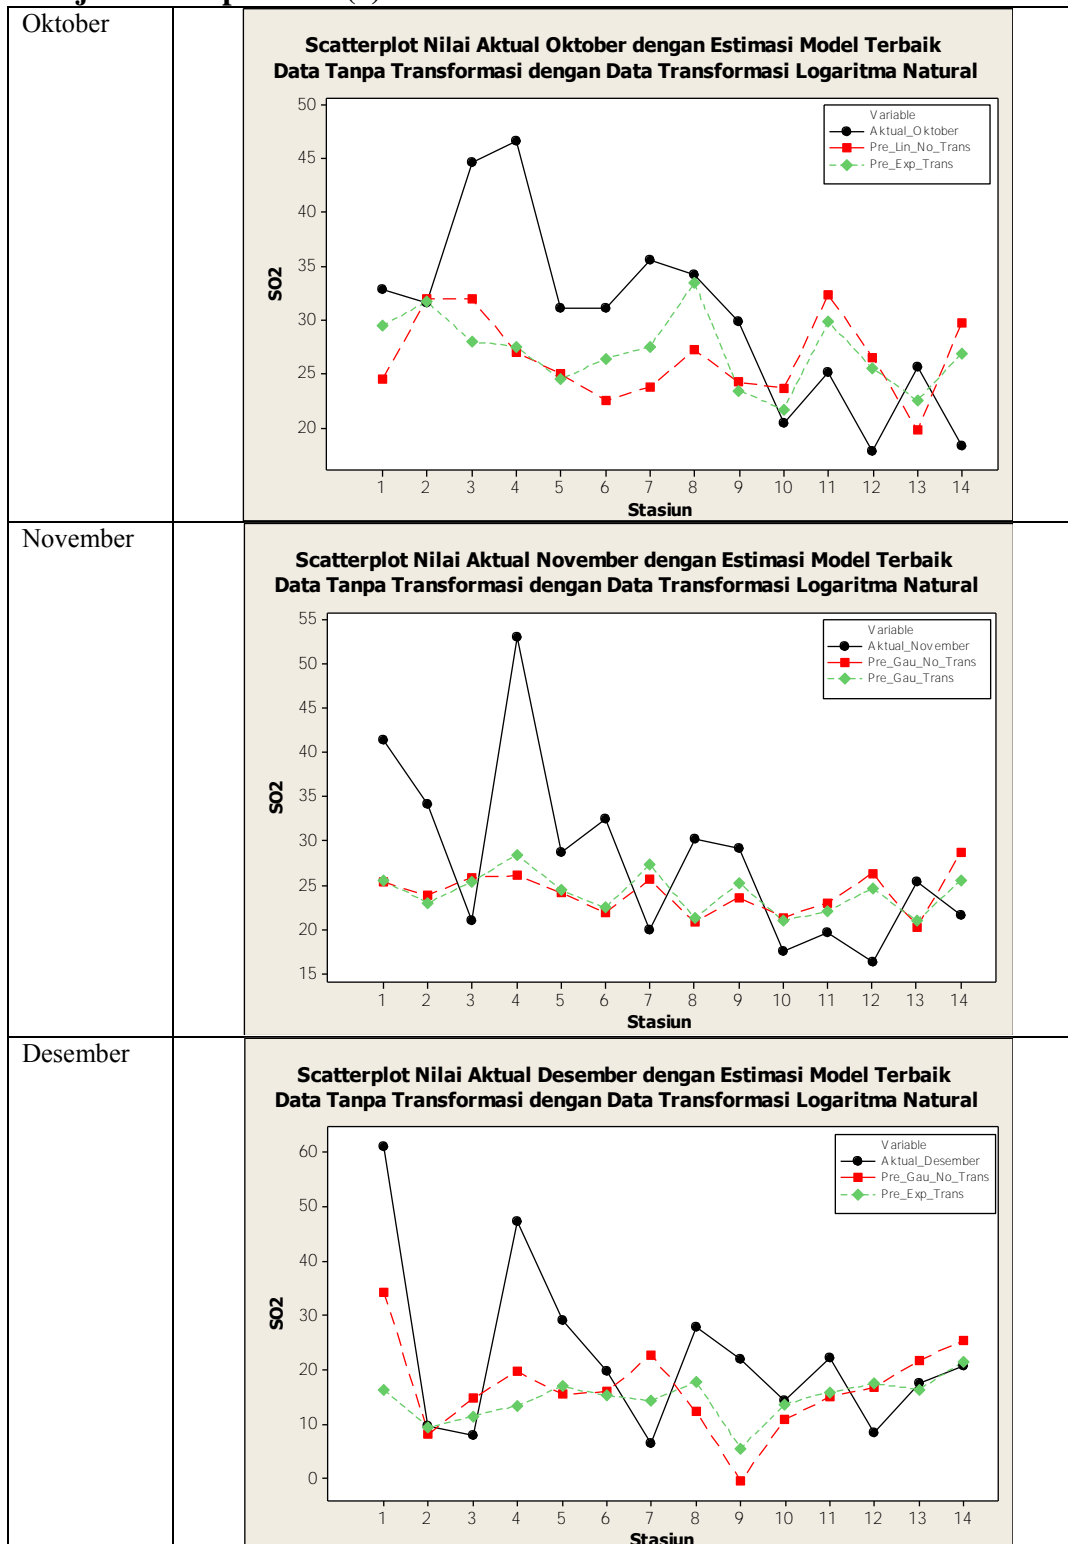 Oktober
Scatterplot Nilai Aktual Oktober dengan Estimasi Model Terbaik
Data Tanpa Transformasi dengan Data Transformasi Logaritma Natural
50
45
40
35
30
25
20
SO2
Variable
Aktual_Oktober
Pre_Lin_No_Trans
Pre_Exp_Trans
1 2 3 4 5 6 7 8 9 10 11 12 13 14
Stasiun
November
Scatterplot Nilai Aktual November dengan Estimasi Model Terbaik
Data Tanpa Transformasi dengan Data Transformasi Logaritma Natural
55
50
45
40
35
30
25
20
15
SO2
Variable
Aktual_November
Pre_Gau_No_Trans
Pre_Gau_Trans
1 2 3 4 5 6 7 8 9 10 11 12 13 14
Stasiun
Desember
Scatterplot Nilai Aktual Desember dengan Estimasi Model Terbaik
Data Tanpa Transformasi dengan Data Transformasi Logaritma Natural
60
50
40
30
20
10
0
SO2
Variable
Aktual_Desember
Pre_Gau_No_Trans
Pre_Exp_Trans
1 2 3 4 5 6 7 8 9 10 11 12 13 14
Stasiun